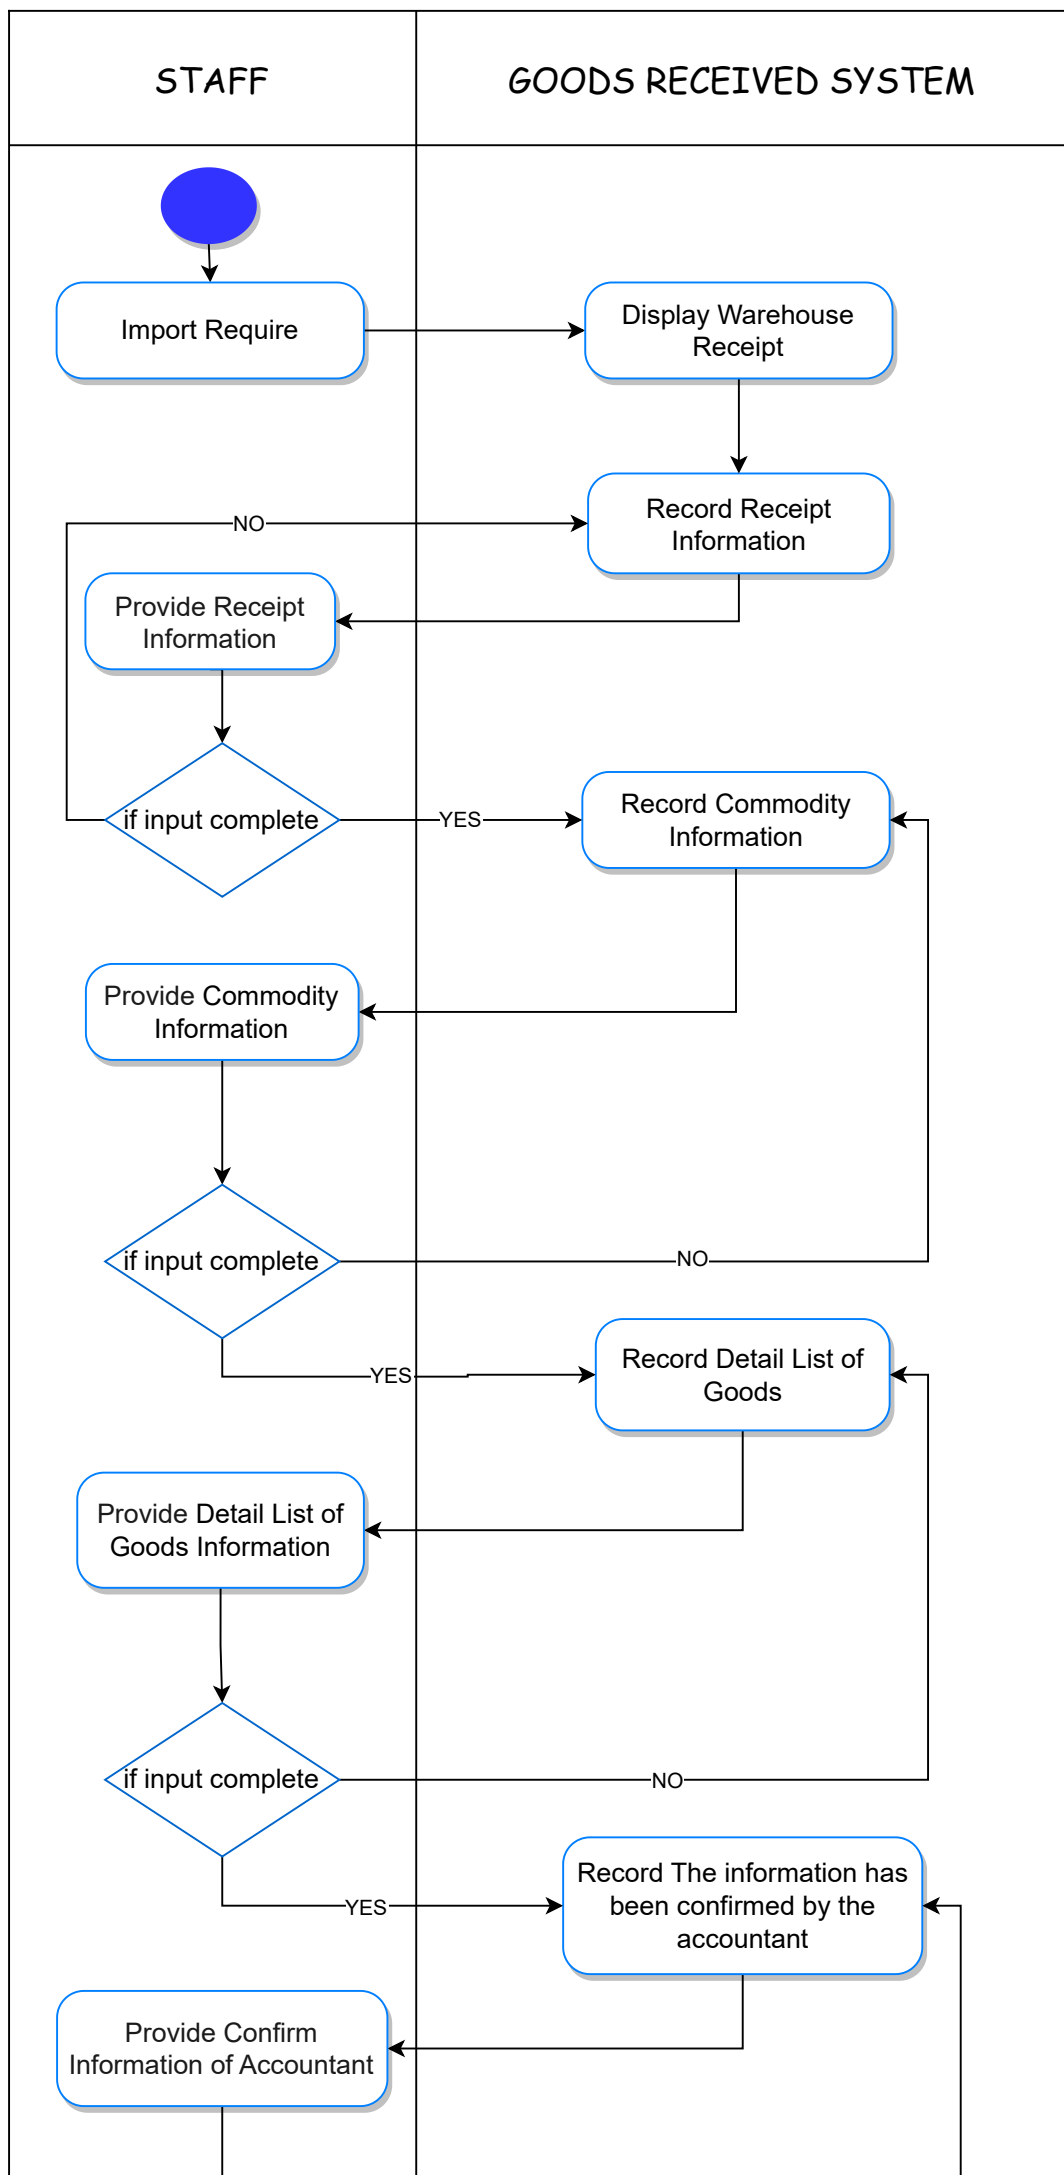 STAFF
GOODS RECEIVED SYSTEM
Import Require
Display Warehouse
Receipt
Record Receipt
Information
NO
Provide Receipt
Information
if input complete
YES
Record Commodity
Information
Provide Commodity
Information
if input complete
NO
YES
Record Detail List of
Goods
Provide Detail List of
Goods Information
if input complete
NO
YES
Record The information has
been confirmed by the
accountant
Provide Confirm
Information of Accountant